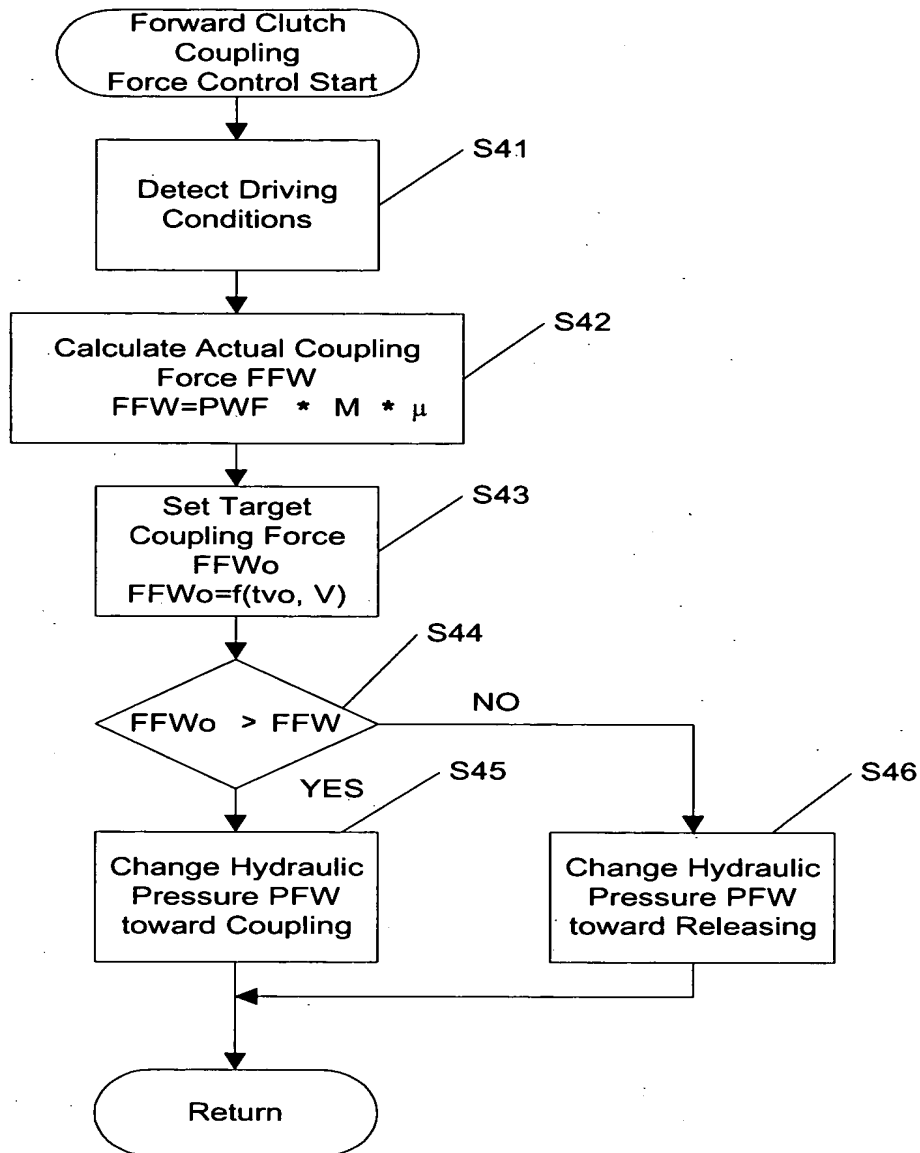 Forward Clutch
Coupling
Force Control Start
S41
Detect Driving
Conditions
S42
Calculate Actual Coupling
Force FFW
FFW=PWF * M * μ
S43
Set Target
Coupling Force
FFWo
FFWo=f(tvo, V)
S44
FFWo > FFW
NO
YES
S45
S46
Change Hydraulic
Pressure PFW
toward Coupling
Change Hydraulic
Pressure PFW
toward Releasing
Return